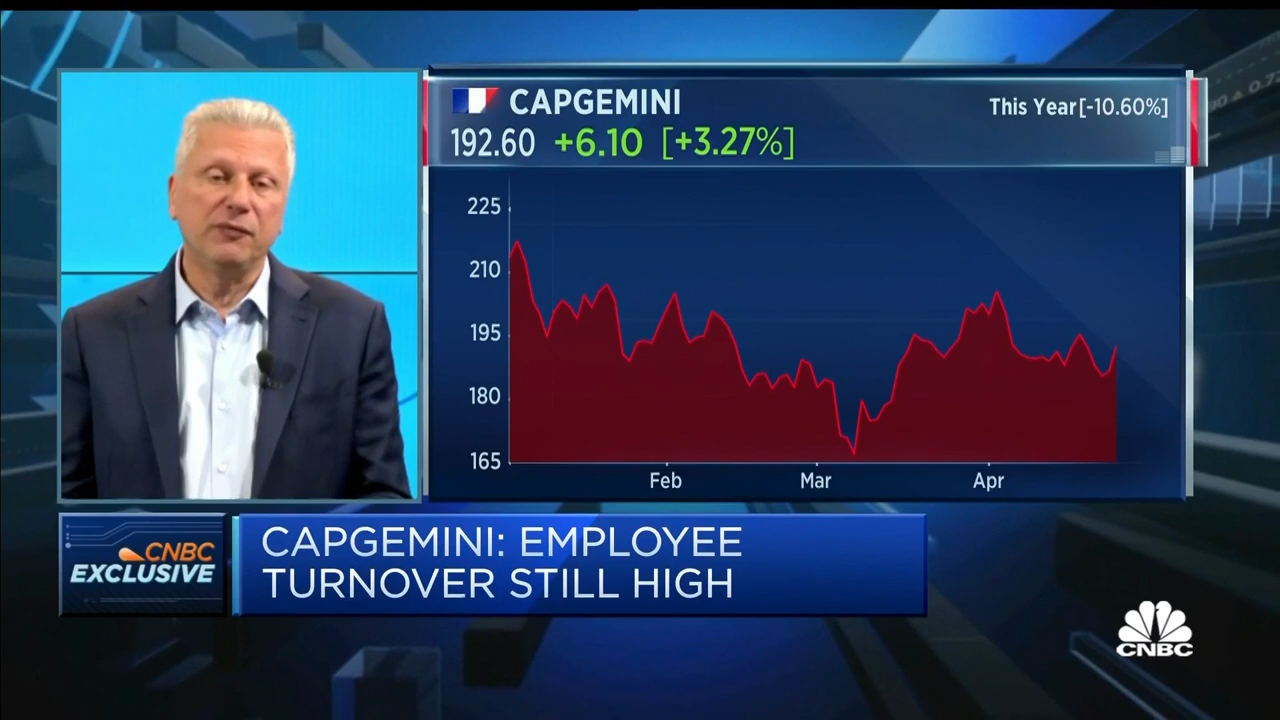 CAPGEMINI
This Year[-10.60%]
192.60 +6.10 [+3.27%]
225
210
195
180
165
Feb Mar Apr
CNBC
EXCLUSIVE
CAPGEMINI: EMPLOYEE
TURNOVER STILL HIGH
CNBC